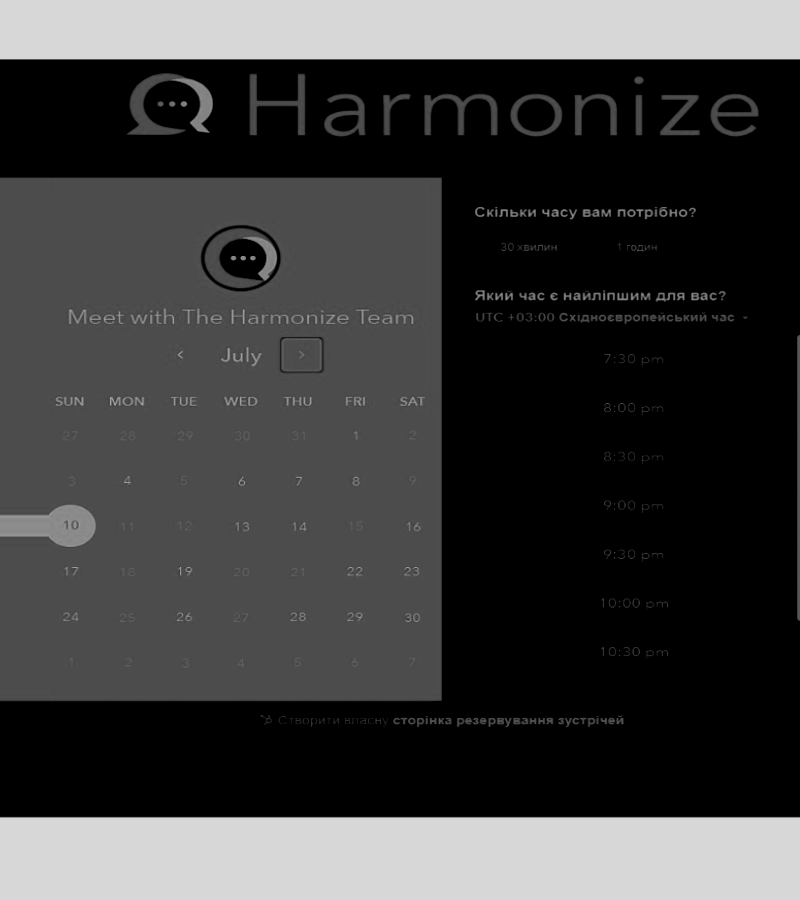 Harmonize
Meet with The Harmonize Team
July
SUN MON TUE WED THU FRI SAT
27 28 29 30 31 1 2
3 4 5 6 7 8 9
10 11 12 13 14 15 16
17 18 19 20 21 22 23
24 25 26 27 28 29 30
1 2 3 4 5 6 7
Скільки часу вам потрібно?
30 хвилин 1 годин
Який час є найліпшим для вас?
UTC +03:00 Східноєвропейський час
7:30 pm
8:00 pm
8:30 pm
9:00 pm
9:30 pm
10:00 pm
10:30 pm
Створити власну сторінка резервування зустрічей